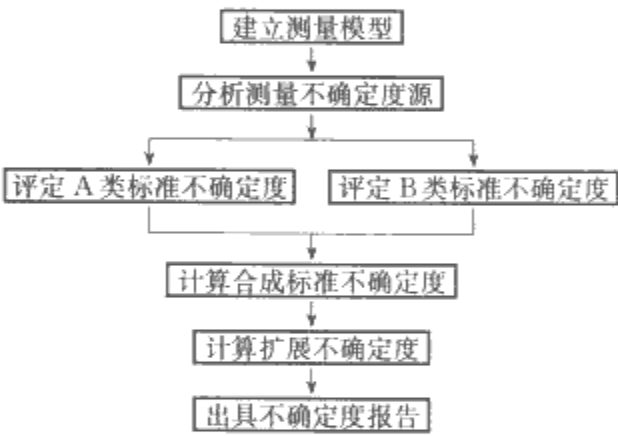 建立测量模型
分析测量不确定度源
评定 A 类标准不确定度
评定 B 类标准不确定度
计算合成标准不确定度
计算扩展不确定度
出具不确定度报告